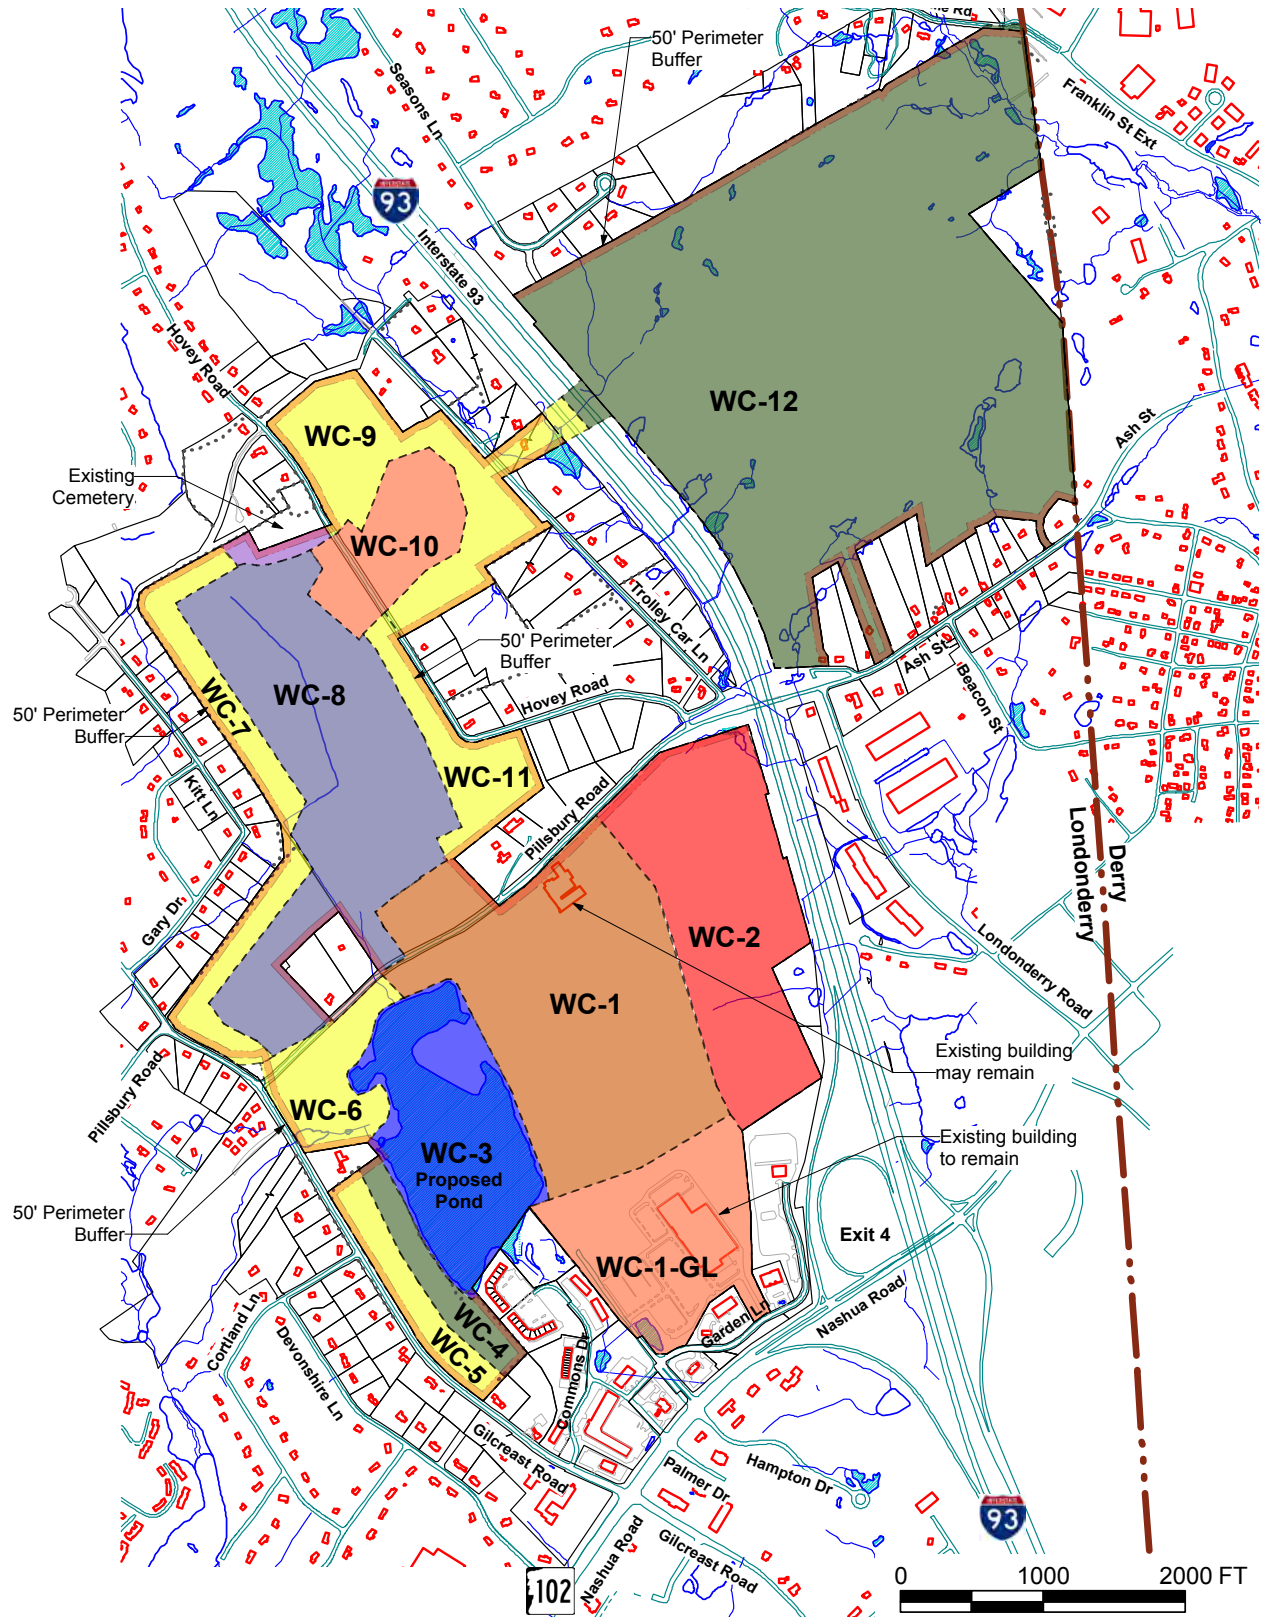 50' Perimeter
Buffer
Seasons Ln
Franklin St Ext
INTERSTATE
93
Interstate 93
Hovey Road
WC-12
Ash St
WC-9
Existing
Cemetery
WC-10
Trolley Car Ln
50' Perimeter
Buffer
Ash St
Beacon St
WC-8
WC-7
Hovey Road
50' Perimeter
Buffer
WC-11
Kitt Ln
Pillsbury Road
Derry
Londonderry
Gary Dr
WC-2
Londonderry Road
WC-1
Existing building
may remain
Pillsbury Road
WC-6
WC-3
Proposed
Pond
Existing building
to remain
50' Perimeter
Buffer
Exit 4
WC-1-GL
Cortland Ln
Devonshire Ln
WC-4
WC-5
Garden Ln
Nashua Road
Commons Dr
Gilcreast Road
Palmer Dr
Hampton Dr
INTERSTATE
93
Nashua Road
Gilcreast Road
102
0 1000 2000 FT